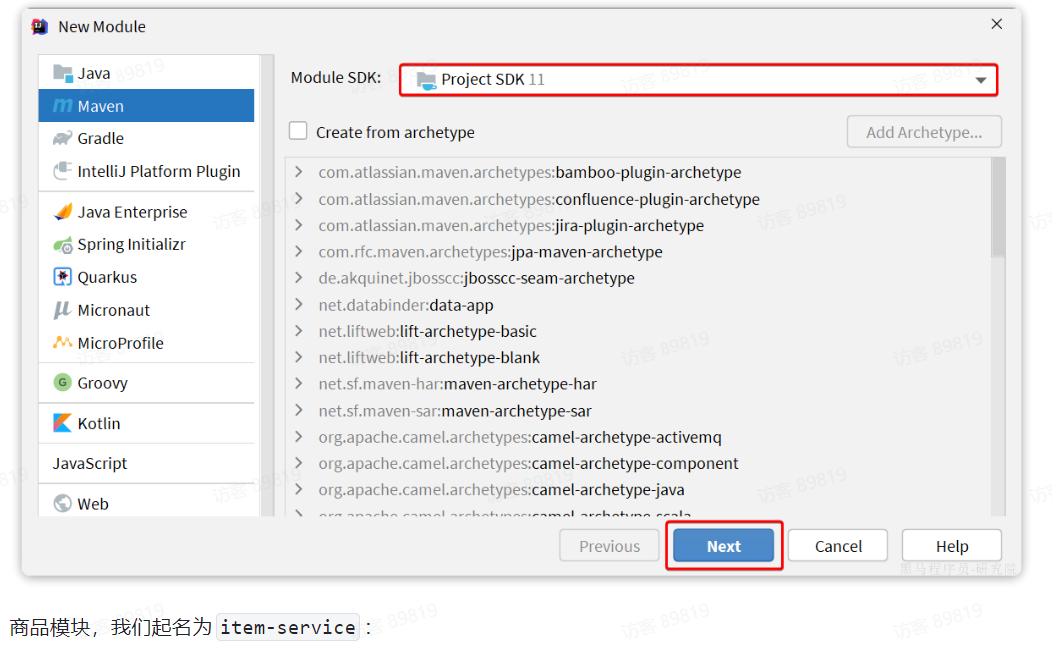 New Module
Java
Maven
Gradle
IntelliJ Platform Plugin
Java Enterprise
Spring Initializr
Quarkus
Micronaut
MicroProfile
Groovy
Kotlin
JavaScript
Web
Module SDK: Project SDK 11
Create from archetype
Add Archetype...
com.atlassian.maven.archetypes:bamboo-plugin-archetype
com.atlassian.maven.archetypes:confluence-plugin-archetype
com.atlassian.maven.archetypes:jira-plugin-archetype
com.rfc.maven.archetypes:jpa-maven-archetype
de.akquinet.jbosscc:jbosscc-seam-archetype
net.databinder:data-app
net.liftweb:lift-archetype-basic
net.liftweb:lift-archetype-blank
net.sf.maven-har:maven-archetype-har
net.sf.maven-sar:maven-archetype-sar
org.apache.camel.archetypes:camel-archetype-activemq
org.apache.camel.archetypes:camel-archetype-component
org.apache.camel.archetypes:camel-archetype-java
org.apache.camel.archetypes:camel-archetype-scala
Previous
Next
Cancel
Help
黑马程序员-研究院
商品模块，我们起名为 item-service：
访客 89819